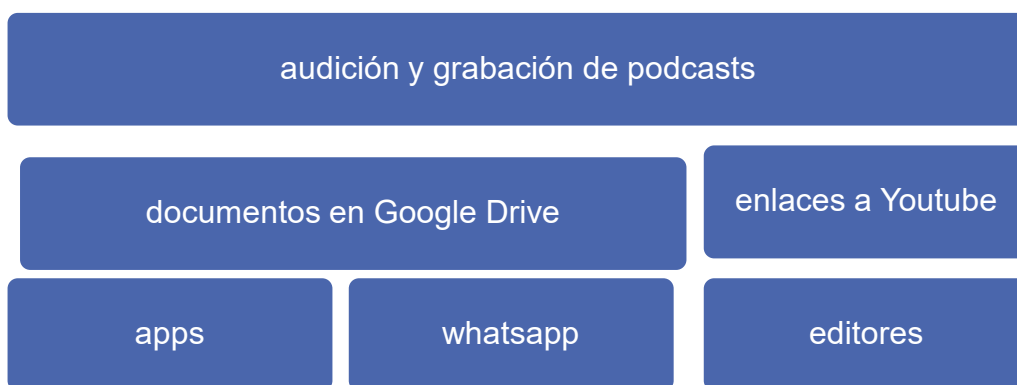 audición y grabación de podcasts
documentos en Google Drive
enlaces a Youtube
apps
whatsapp
editores